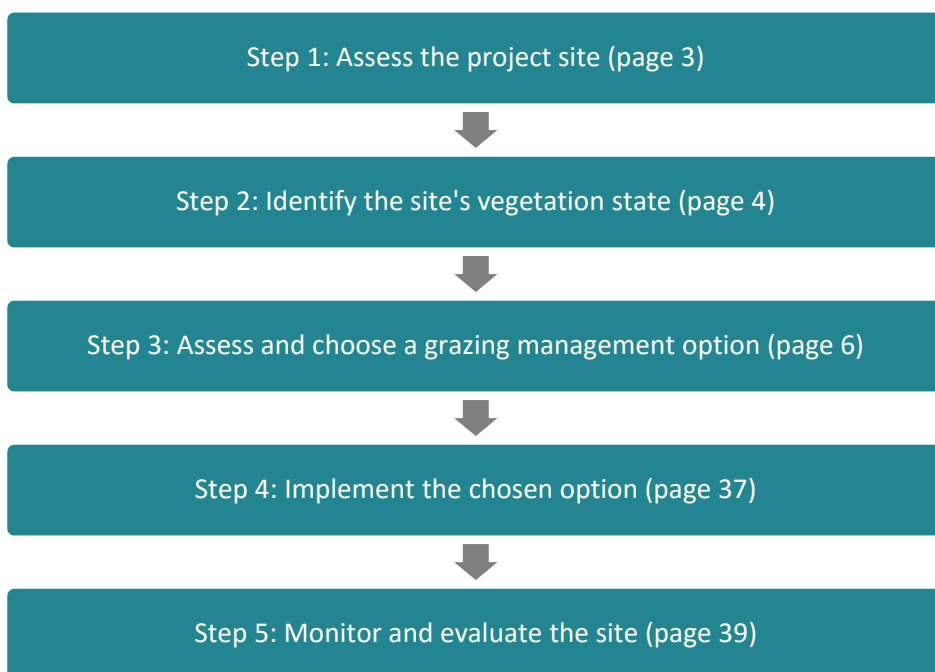 Step 1: Assess the project site (page 3)
Step 2: Identify the site's vegetation state (page 4)
Step 3: Assess and choose a grazing management option (page 6)
Step 4: Implement the chosen option (page 37)
Step 5: Monitor and evaluate the site (page 39)